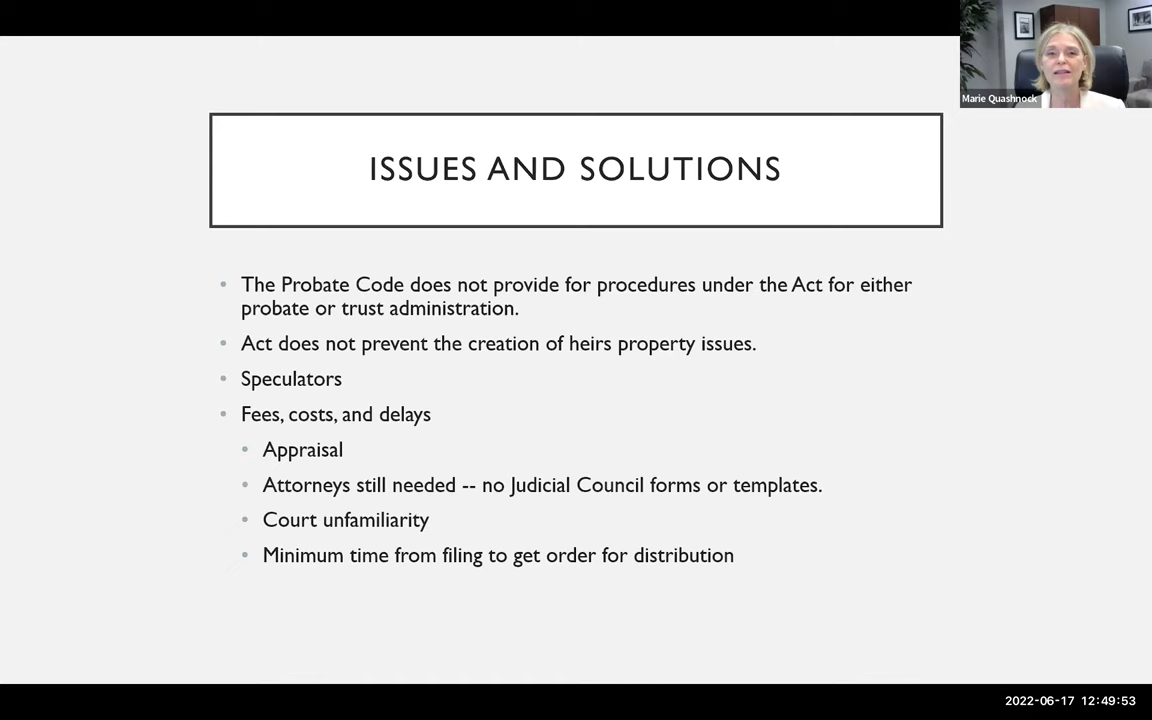 Marie Quashnock
ISSUES AND SOLUTIONS
• The Probate Code does not provide for procedures under the Act for either
probate or trust administration.
• Act does not prevent the creation of heirs property issues.
• Speculators
• Fees, costs, and delays
• Appraisal
• Attorneys still needed -- no Judicial Council forms or templates.
• Court unfamiliarity
• Minimum time from filing to get order for distribution
2022-06-17 12:49:53